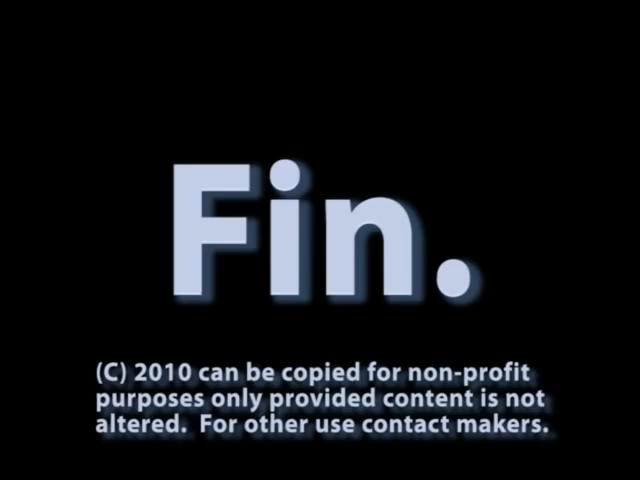 Fin.
(C) 2010 can be copied for non-profit
purposes only provided content is not
altered.  For other use contact makers.